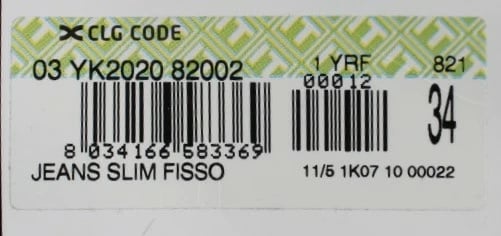 CLG CODE
03 YK2020 82002 1 YRF 821
00012
34
8 034166 583369
JEANS SLIM FISSO 11/5 1K07 10 00022